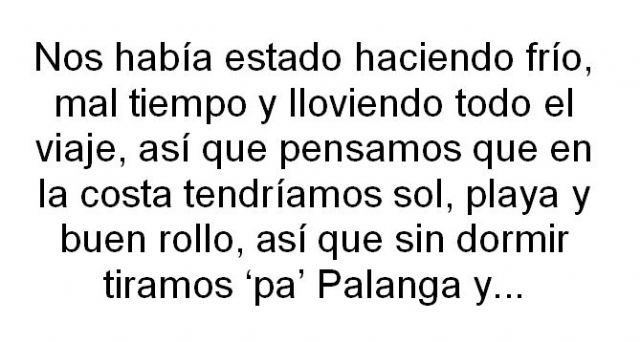 Nos había estado haciendo frío,
mal tiempo y lloviendo todo el
viaje, así que pensamos que en
la costa tendríamos sol, playa y
buen rollo, así que sin dormir
tiramos ‘pa’ Palanga y...